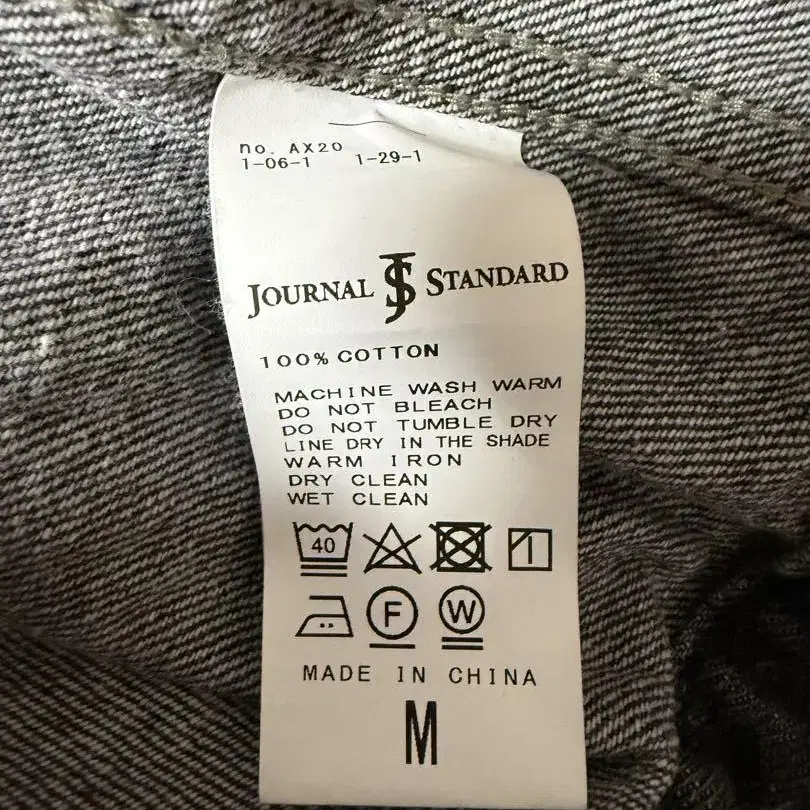 no. AX20
1-06-1 1-29-1
JOURNAL JS STANDARD
100% COTTON
MACHINE WASH WARM
DO NOT BLEACH
DO NOT TUMBLE DRY
LINE DRY IN THE SHADE
WARM IRON
DRY CLEAN
WET CLEAN
40
F W
MADE IN CHINA
M